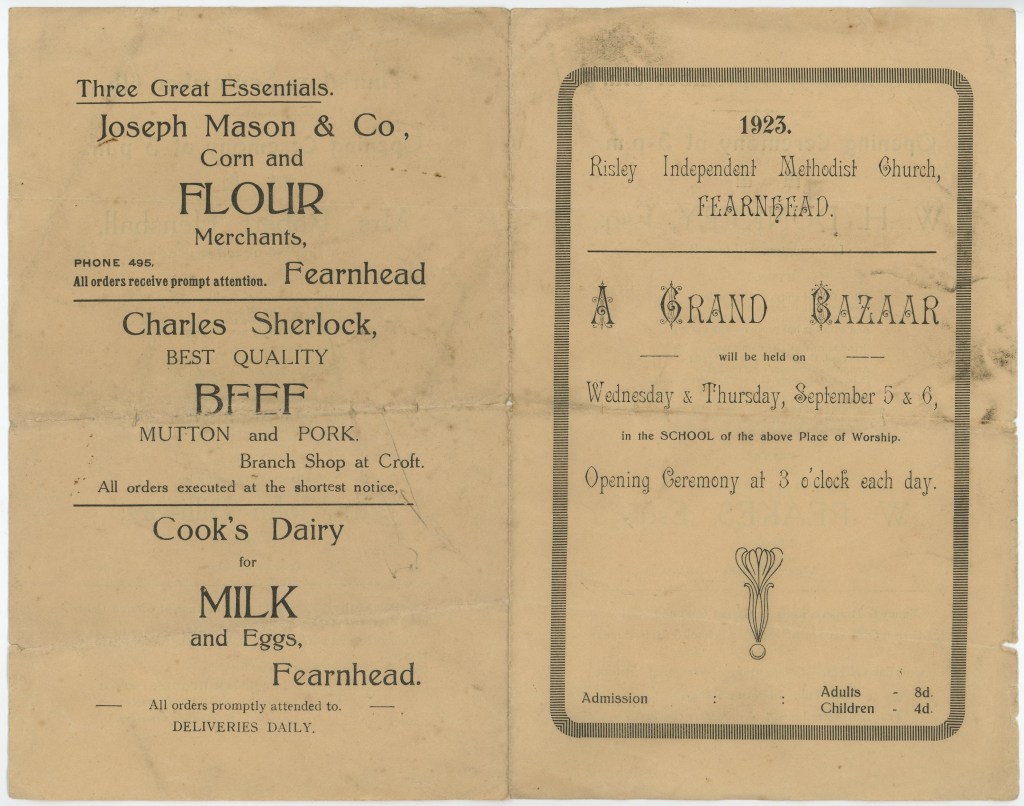 Three Great Essentials.
Joseph Mason & Co,
Corn and
FLOUR
Merchants,
PHONE 495.
All orders receive prompt attention. Fearnhead
Charles Sherlock,
BEST QUALITY
BEEF
MUTTON and PORK.
Branch Shop at Croft.
All orders executed at the shortest notice,
Cook's Dairy
for
MILK
and Eggs,
Fearnhead.
— All orders promptly attended to. —
DELIVERIES DAILY.
1923.
Risley Independent Methodist Church,
FEARNHEAD.
A GRAND BAZAAR
— will be held on —
Wednesday & Thursday, September 5 & 6,
in the SCHOOL of the above Place of Worship.
Opening Ceremony at 3 o'clock each day.
Admission : : Adults - 8d.
Children - 4d.